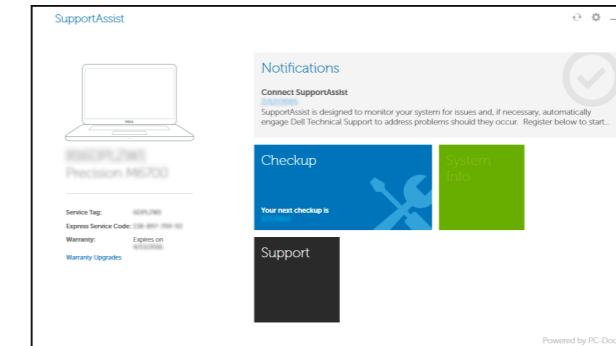 SupportAssist
Notifications
Connect SupportAssist
SupportAssist is designed to monitor your system for issues and, if necessary, automatically
engage Dell Technical Support to address problems should they occur. Register below to start...
DELL
Checkup
System
Info
Precision M6700
Your next checkup is
Service Tag:
Express Service Code:
Warranty: Expires on
Warranty Upgrades
Support
Powered by PC-Doc